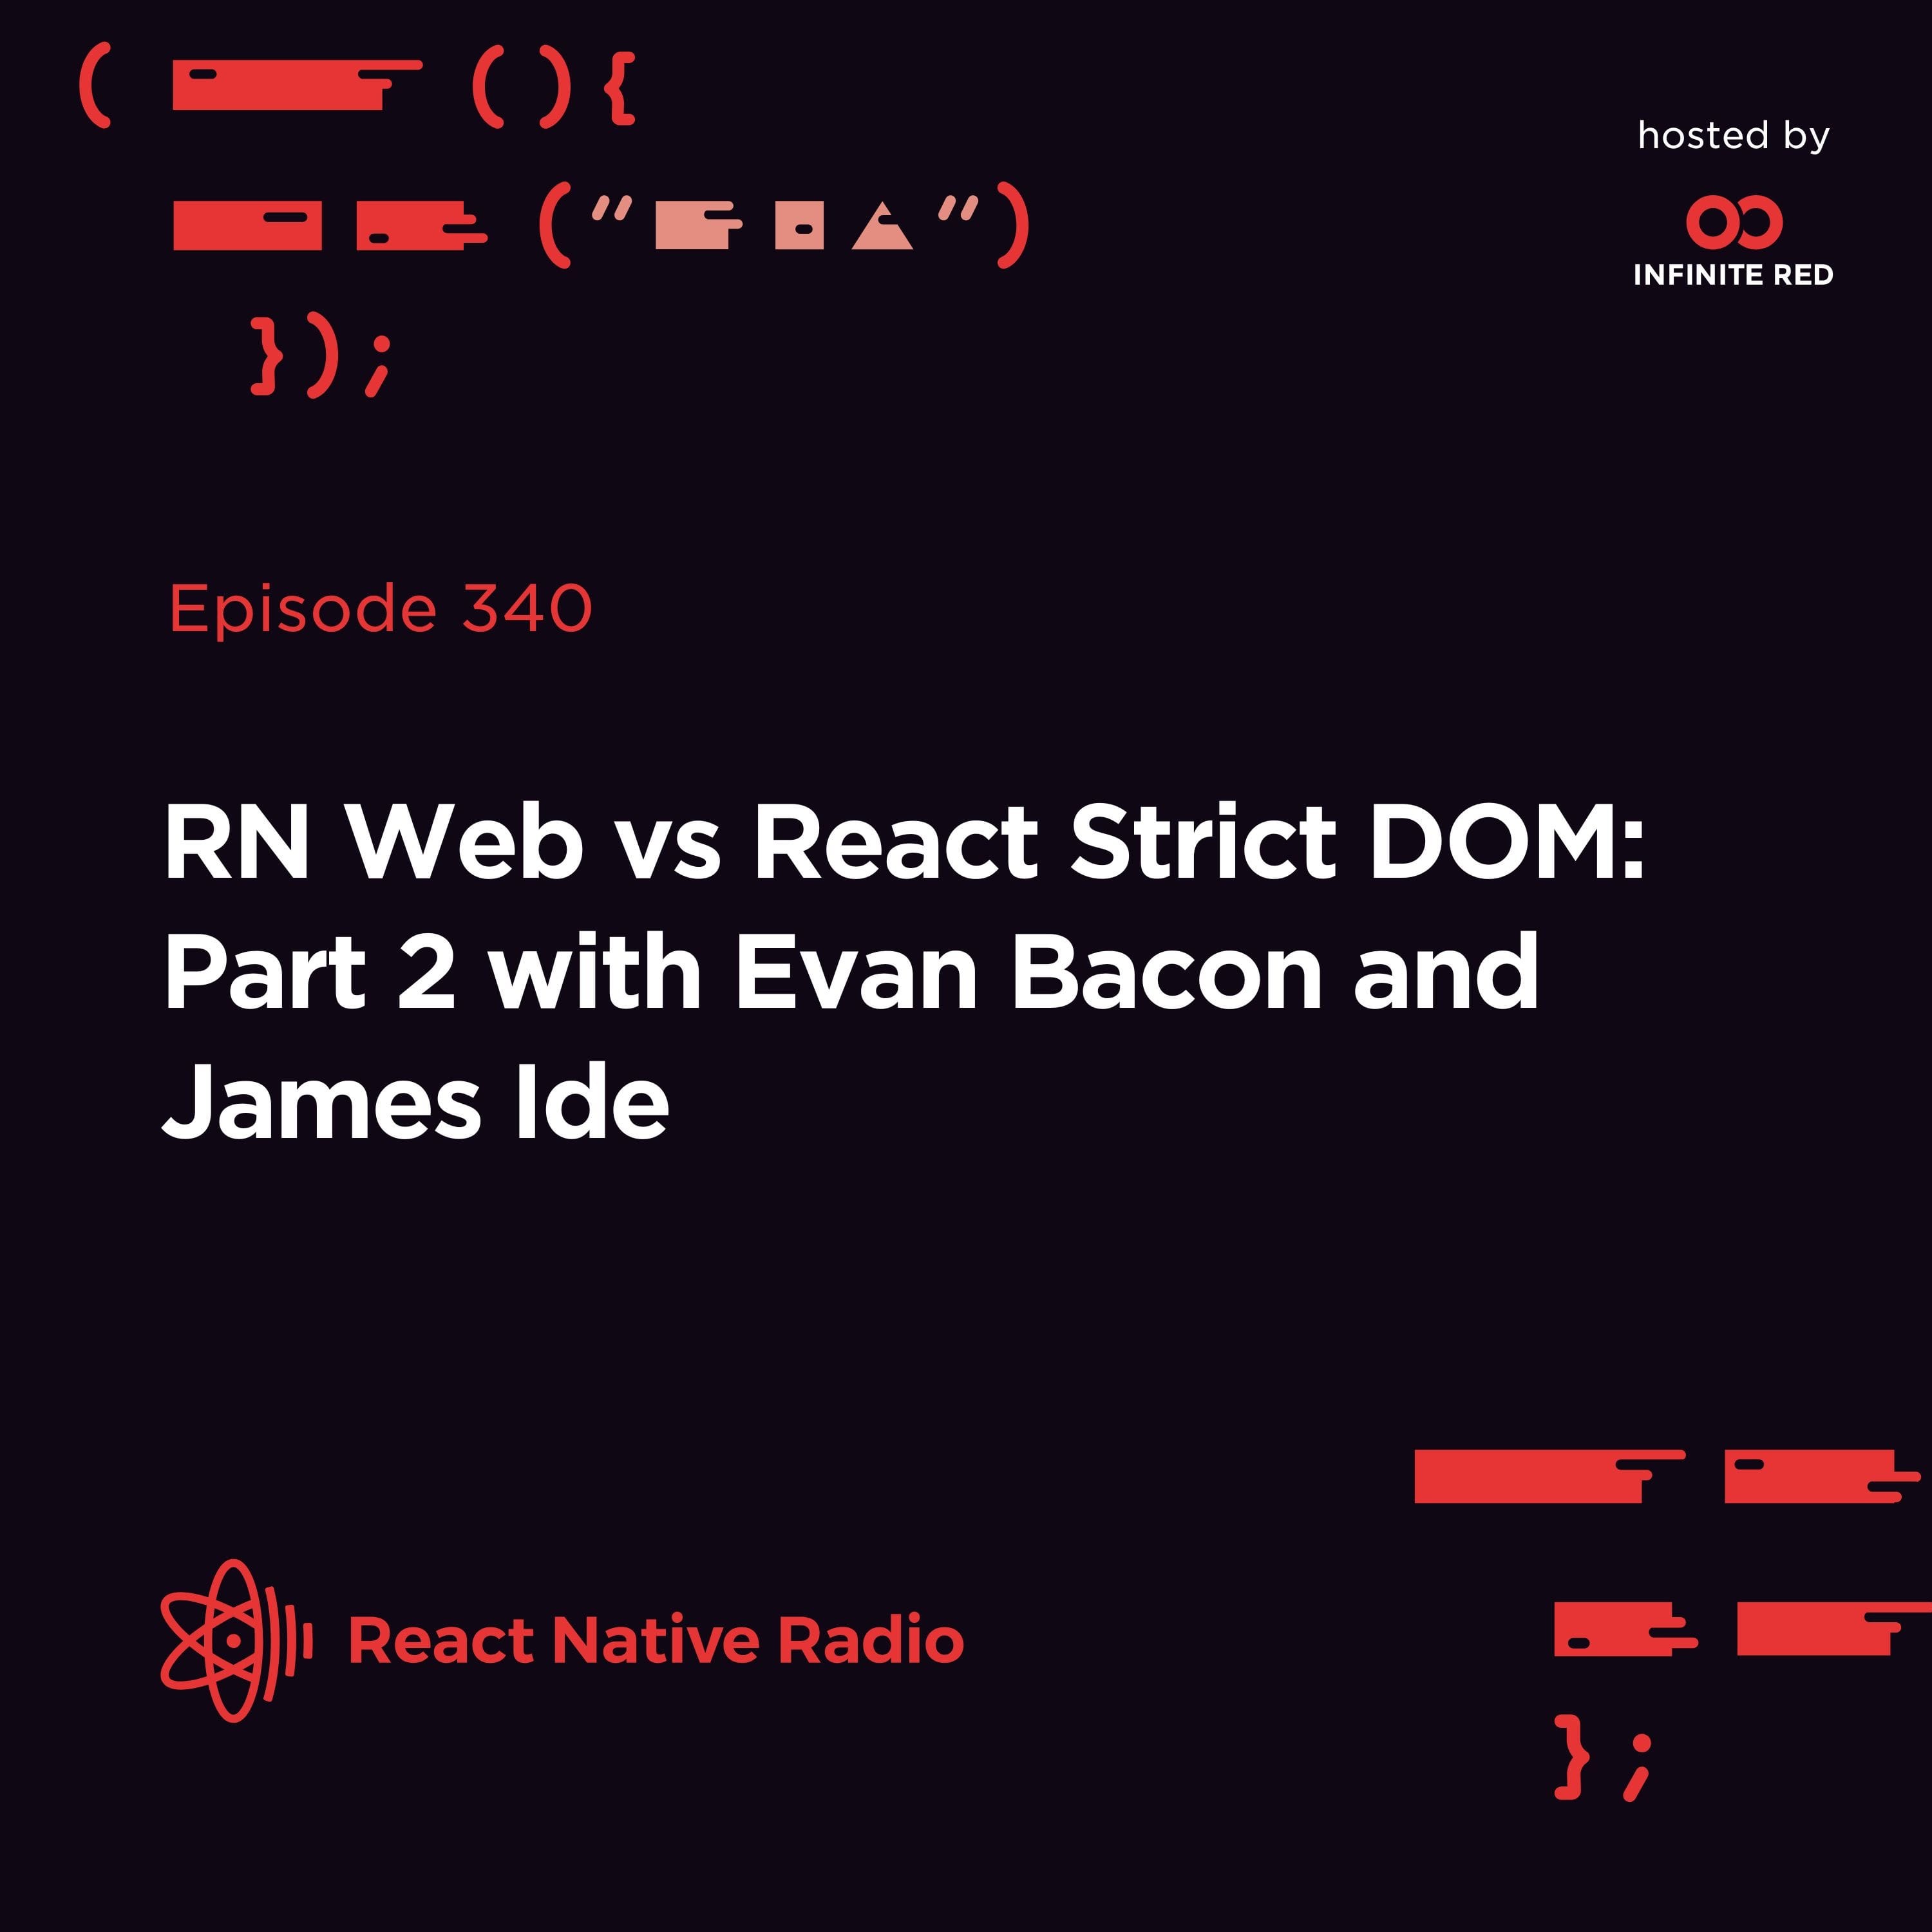 ( () {
(" ")
});
hosted by
INFINITE RED
Episode 340
RN Web vs React Strict DOM:
Part 2 with Evan Bacon and
James Ide
React Native Radio
};